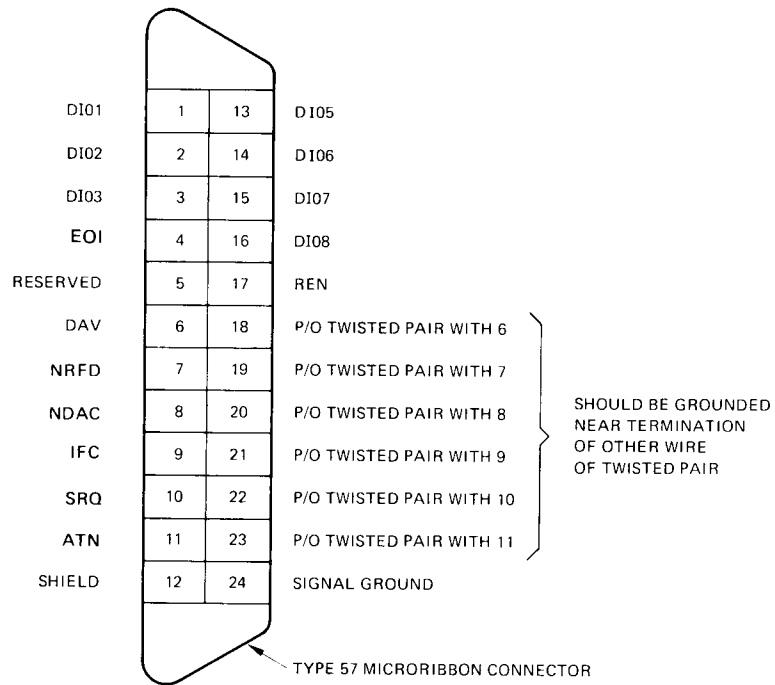 DI01 1 13 DI05
DI02 2 14 DI06
DI03 3 15 DI07
EOI 4 16 DI08
RESERVED 5 17 REN
DAV 6 18 P/O TWISTED PAIR WITH 6
NRFD 7 19 P/O TWISTED PAIR WITH 7
NDAC 8 20 P/O TWISTED PAIR WITH 8
IFC 9 21 P/O TWISTED PAIR WITH 9
SRQ 10 22 P/O TWISTED PAIR WITH 10
ATN 11 23 P/O TWISTED PAIR WITH 11
SHIELD 12 24 SIGNAL GROUND
SHOULD BE GROUNDED
NEAR TERMINATION
OF OTHER WIRE
OF TWISTED PAIR
TYPE 57 MICRORIBBON CONNECTOR